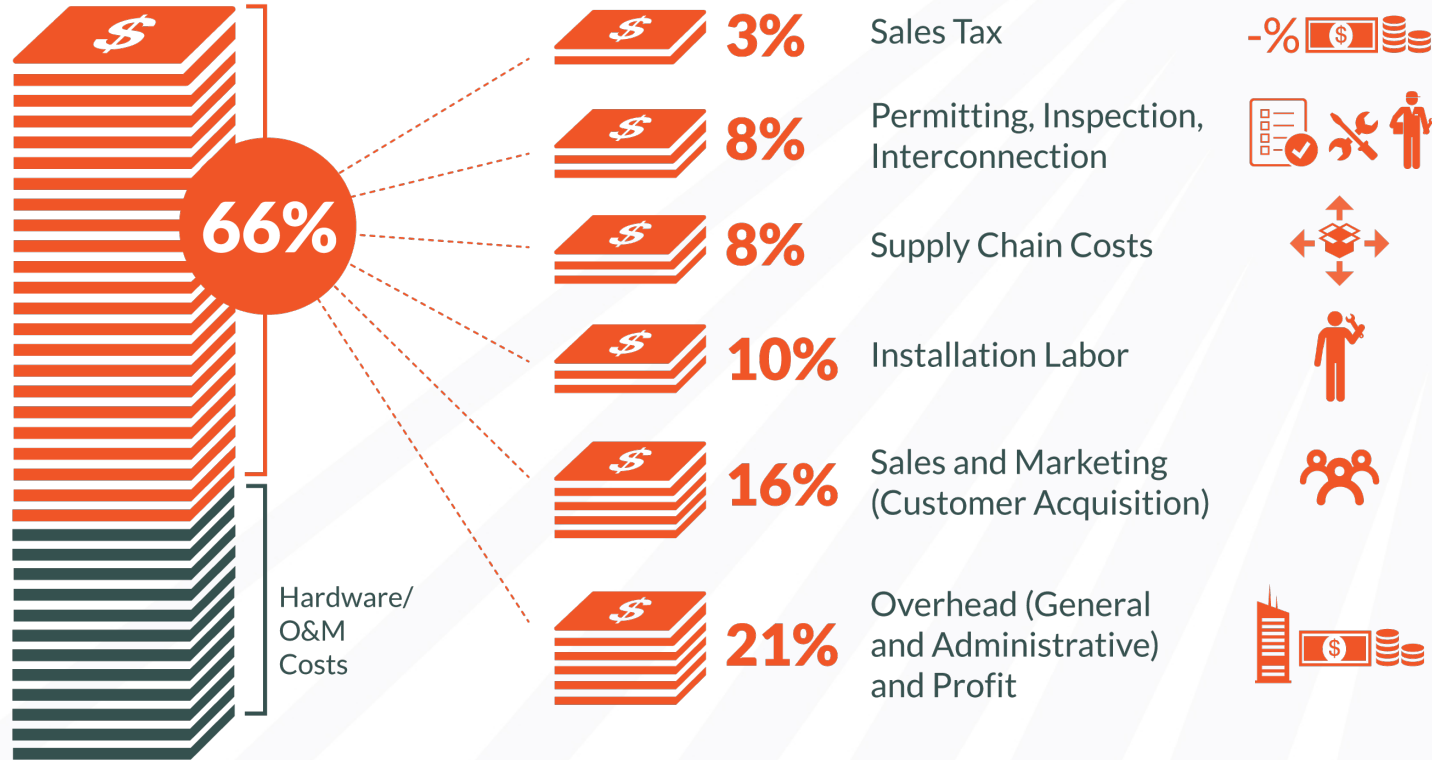 $
66%
Hardware/
O&M
Costs
$
3%
Sales Tax
-%
$
$
8%
Permitting, Inspection,
Interconnection
$
8%
Supply Chain Costs
$
10%
Installation Labor
$
16%
Sales and Marketing
(Customer Acquisition)
$
21%
Overhead (General
and Administrative)
and Profit
$